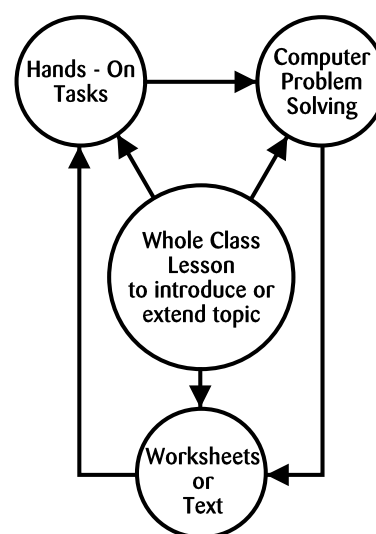 Hands - On
Tasks
Computer
Problem
Solving
Whole Class
Lesson
to introduce or
extend topic
Worksheets
or
Text